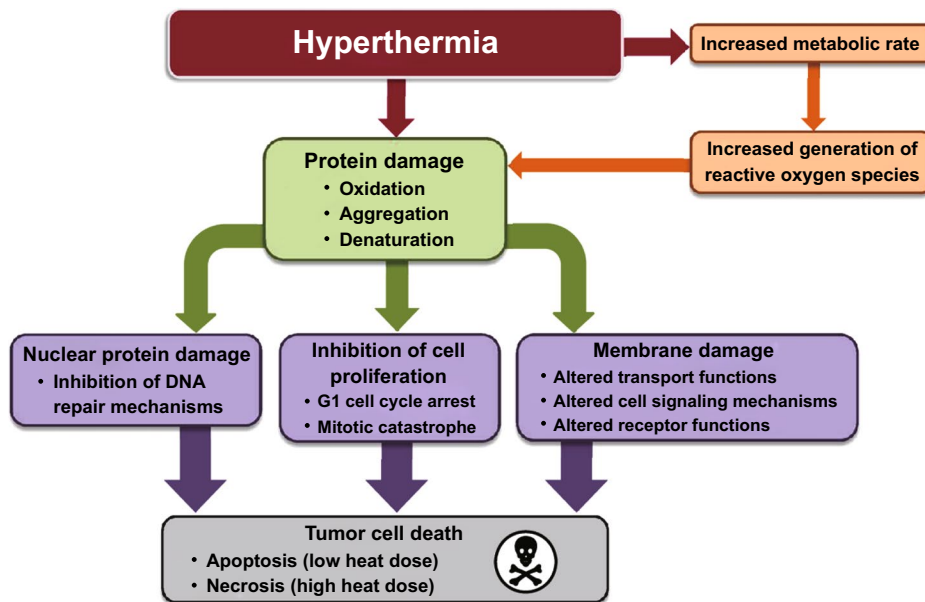 Hyperthermia
Increased metabolic rate
Increased generation of
reactive oxygen species
Protein damage
• Oxidation
• Aggregation
• Denaturation
Nuclear protein damage
• Inhibition of DNA
repair mechanisms
Inhibition of cell
proliferation
• G1 cell cycle arrest
• Mitotic catastrophe
Membrane damage
• Altered transport functions
• Altered cell signaling mechanisms
• Altered receptor functions
Tumor cell death
• Apoptosis (low heat dose)
• Necrosis (high heat dose)